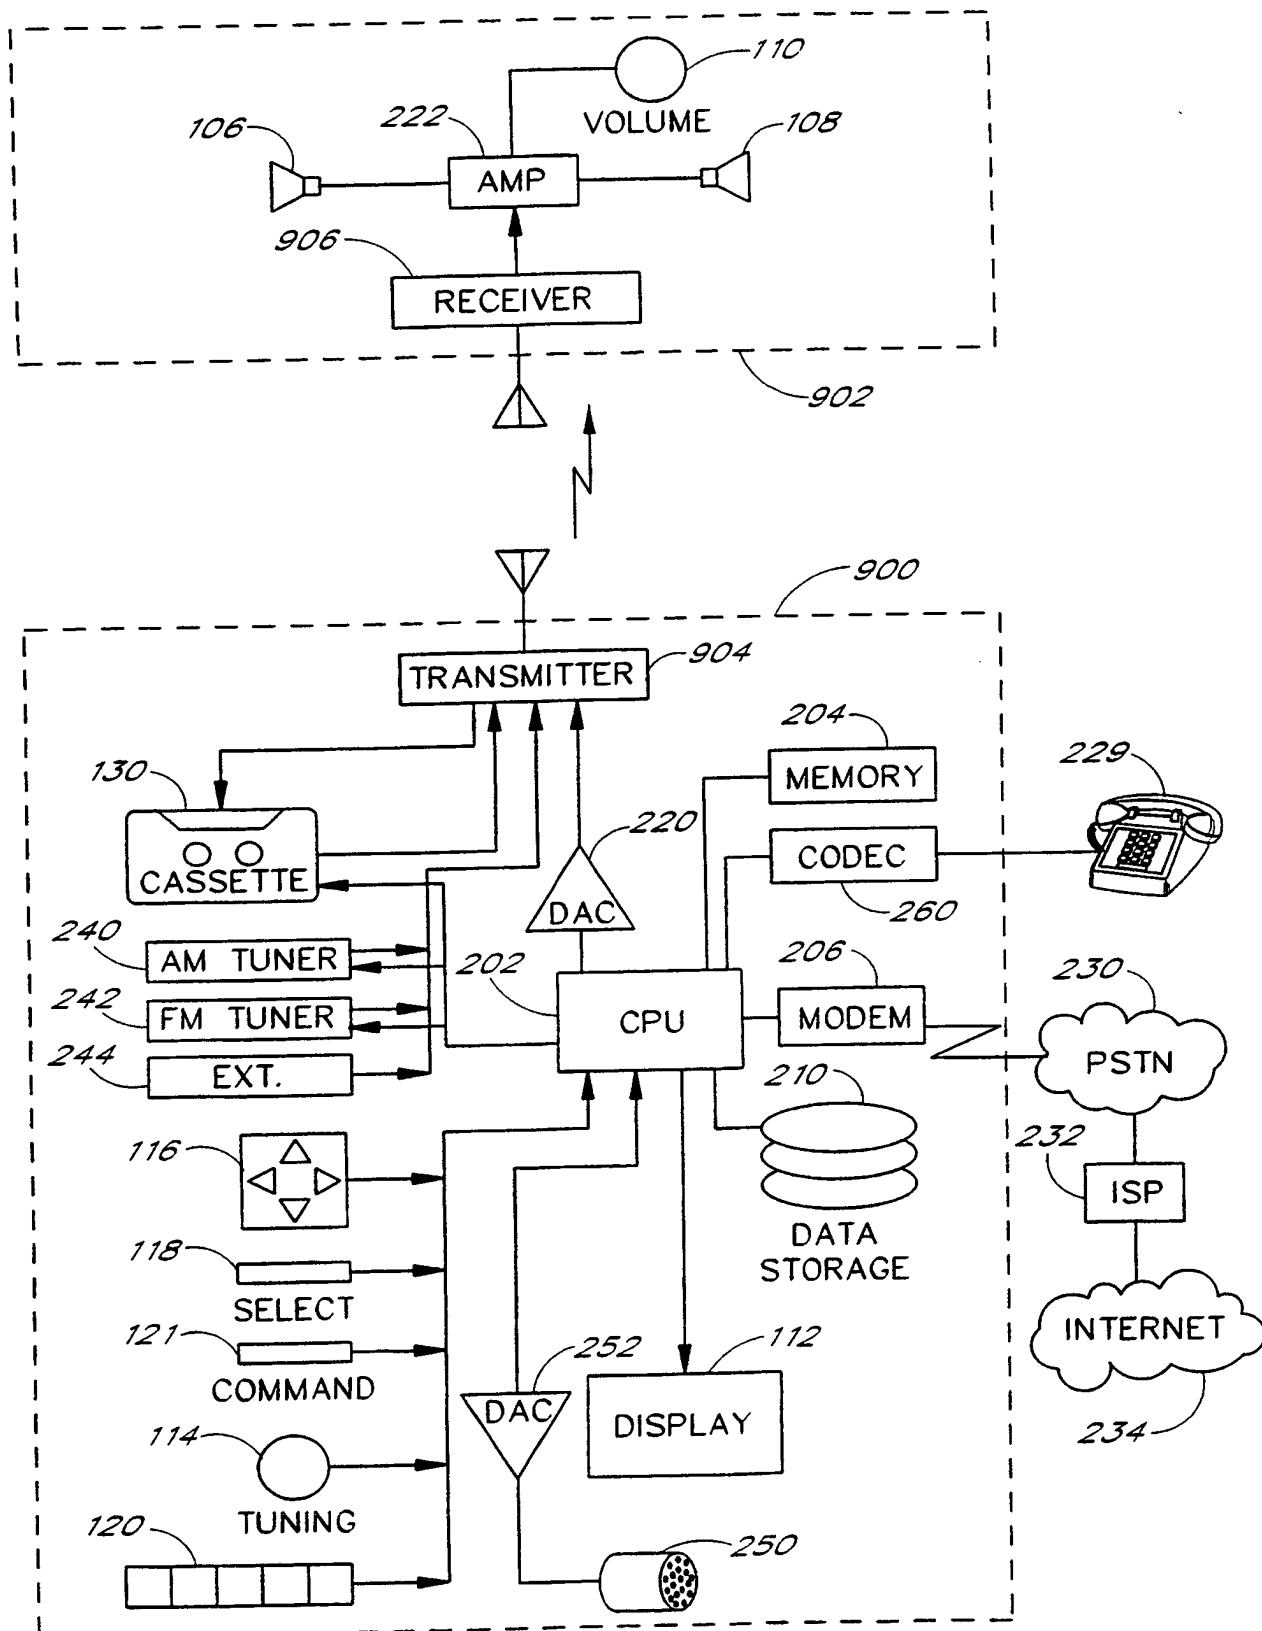 110
VOLUME
222
106
108
AMP
906
RECEIVER
902
900
904
TRANSMITTER
204
130
MEMORY
229
220
CODEC
CASSETTE
DAC
260
240
AM TUNER
202
206
230
242
FM TUNER
CPU
MODEM
PSTN
244
EXT.
210
116
232
ISP
DATA
STORAGE
118
SELECT
INTERNET
121
COMMAND
252
112
DAC
DISPLAY
234
114
TUNING
120
250